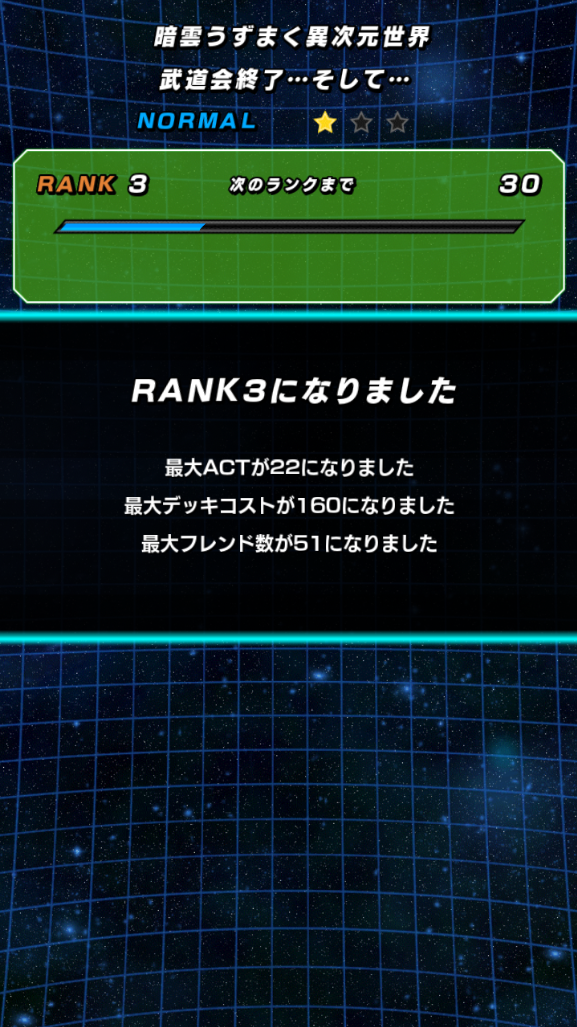 暗雲うずまく異次元世界
武道会終了…そして…
NORMAL
RANK 3 次のランクまで 30
RANK3になりました
最大ACTが22になりました
最大デッキコストが160になりました
最大フレンド数が51になりました